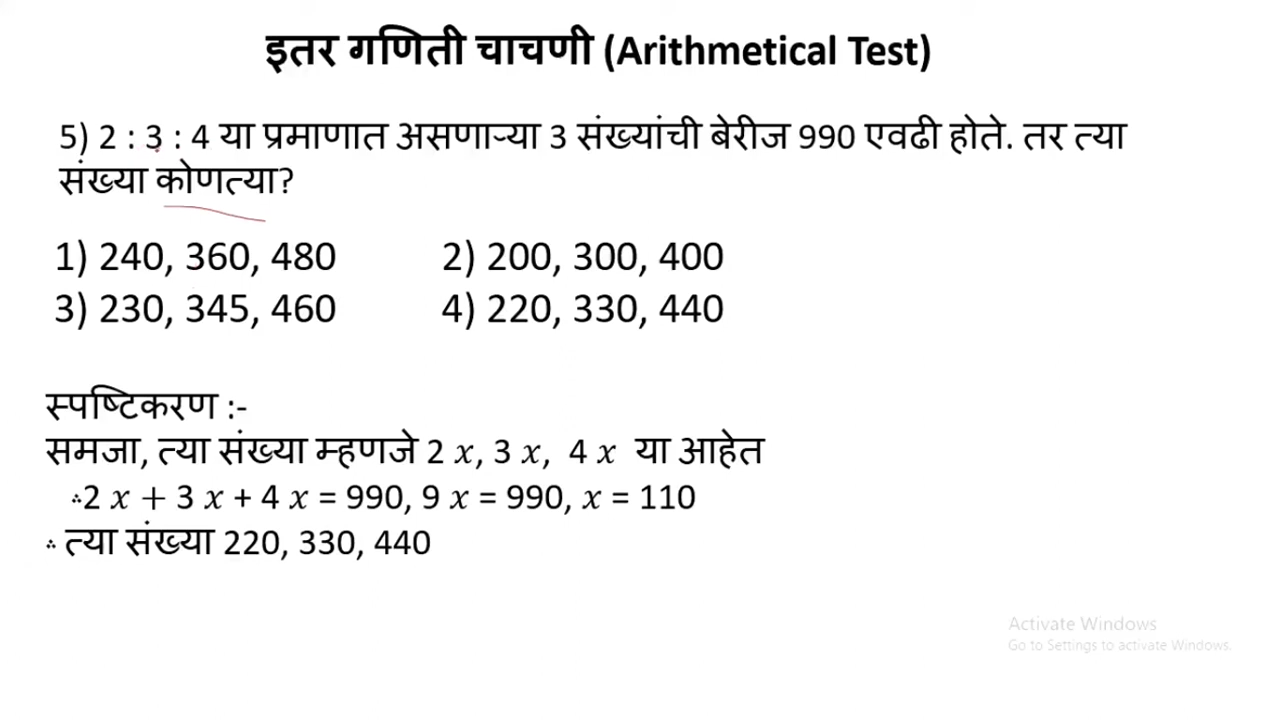 इतर गणिती चाचणी (Arithmetical Test)
5) 2 : 3 : 4 या प्रमाणात असणाऱ्या 3 संख्यांची बेरीज 990 एवढी होते. तर त्या
संख्या कोणत्या?
1) 240, 360, 480 2) 200, 300, 400
3) 230, 345, 460 4) 220, 330, 440
स्पष्टिकरण :-
समजा, त्या संख्या म्हणजे 2 x, 3 x, 4 x या आहेत
∴2 x + 3 x + 4 x = 990, 9 x = 990, x = 110
∴ त्या संख्या 220, 330, 440
Activate Windows
Go to Settings to activate Windows.